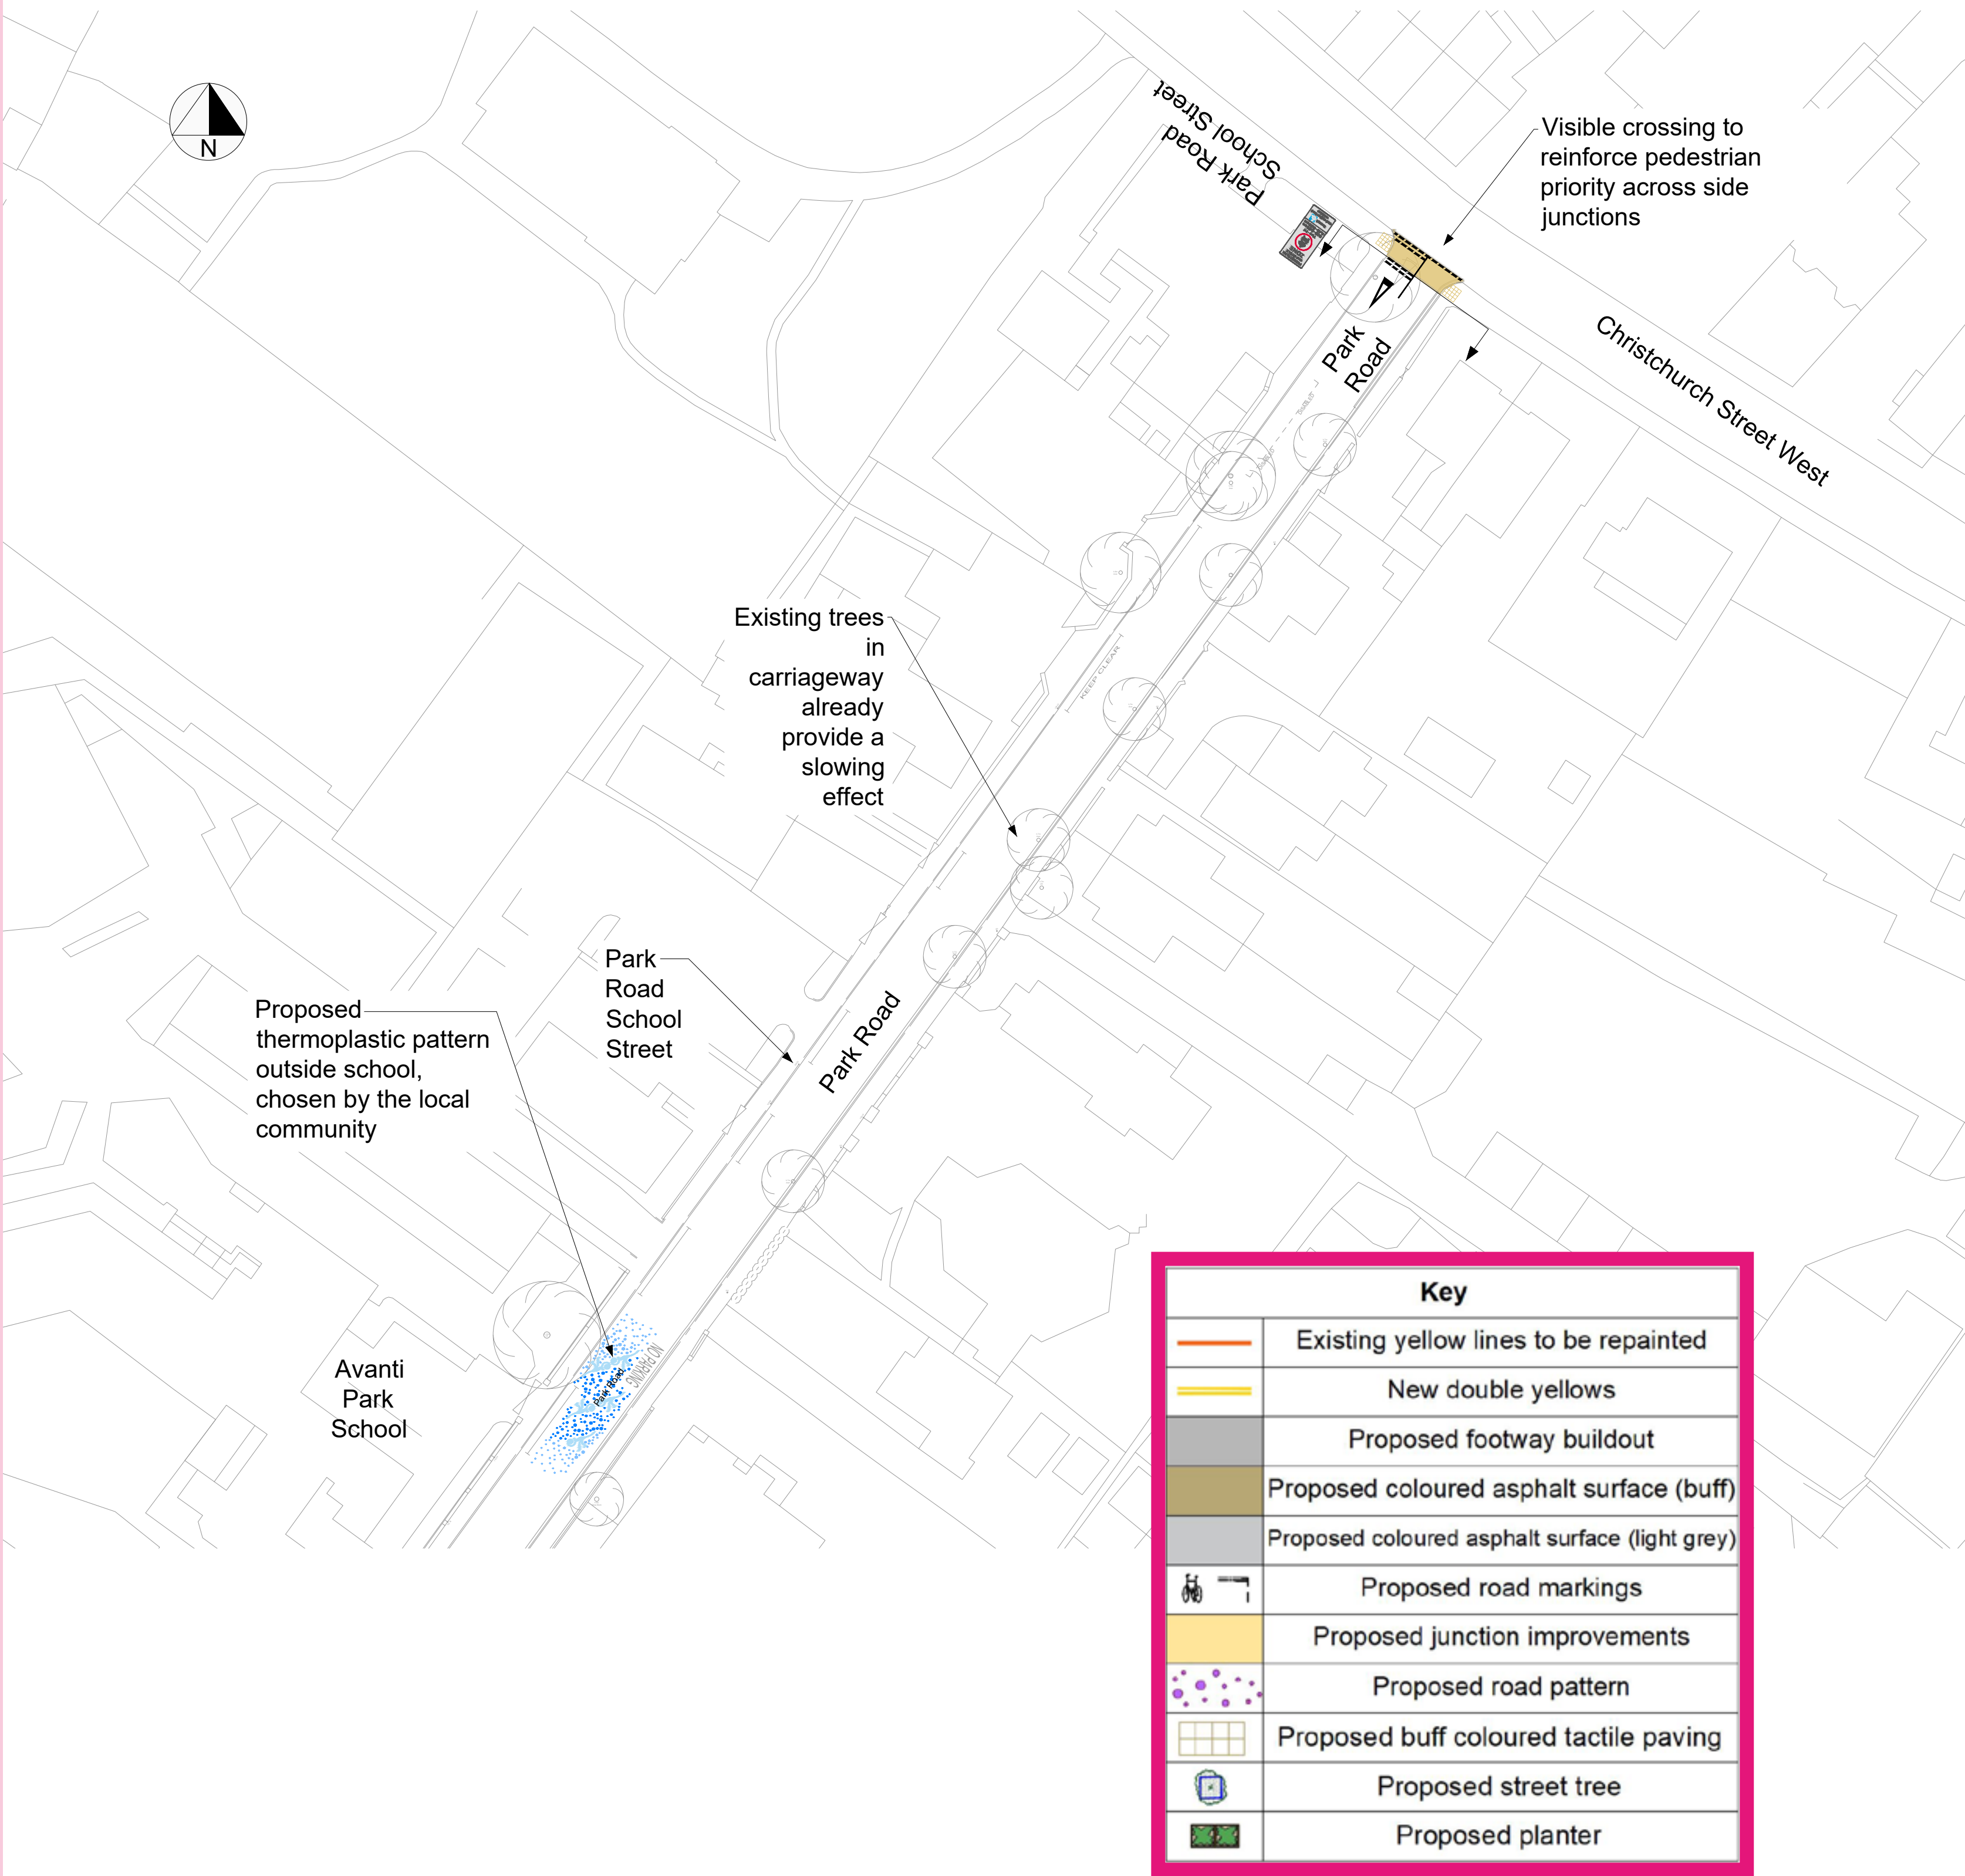 N
School Street
Park Road
Visible crossing to
reinforce pedestrian
priority across side
junctions
Park
Road
Christchurch Street West
Existing trees
in
carriageway
already
provide a
slowing
effect
KEEP CLEAR
Park
Road
School
Street
Park Road
Proposed
thermoplastic pattern
outside school,
chosen by the local
community
NO PARKING
Park Road
Avanti
Park
School
Key
Existing yellow lines to be repainted
New double yellows
Proposed footway buildout
Proposed coloured asphalt surface (buff)
Proposed coloured asphalt surface (light grey)
Proposed road markings
Proposed junction improvements
Proposed road pattern
Proposed buff coloured tactile paving
Proposed street tree
Proposed planter